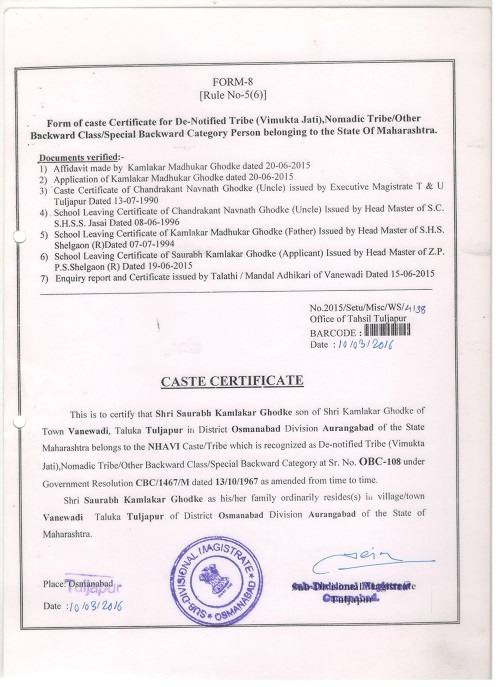 FORM-8
[Rule No-5(6)]
Form of caste Certificate for De-Notified Tribe (Vimukta Jati),Nomadic Tribe/Other
Backward Class/Special Backward Category Person belonging to the State Of Maharashtra.
Documents verified:-
1) Affidavit made by Kamlakar Madhukar Ghodke dated 20-06-2015
2) Application of Kamlakar Madhukar Ghodke dated 20-06-2015
3) Caste Certificate of Chandrakant Navnath Ghodke (Uncle) issued by Executive Magistrate T & U
Tuljapur Dated 13-07-1990
4) School Leaving Certificate of Chandrakant Navnath Ghodke (Uncle) Issued by Head Master of S.C.
S.H.S.S. Jasai Dated 08-06-1996
5) School Leaving Certificate of Kamlakar Madhukar Ghodke (Father) Issued by Head Master of S.H.S.
Shelgaon (R)Dated 07-07-1994
6) School Leaving Certificate of Saurabh Kamlakar Ghodke (Applicant) Issued by Head Master of Z.P.
P.S.Shelgaon (R) Dated 19-06-2015
7) Enquiry report and Certificate issued by Talathi / Mandal Adhikari of Vanewadi Dated 15-06-2015
No.2015/Setu/Misc/WS/4198
Office of Tahsil Tuljapur
BARCODE :
Date : 10/03/2016
CASTE CERTIFICATE
This is to certify that Shri Saurabh Kamlakar Ghodke son of Shri Kamlakar Ghodke of
Town Vanewadi, Taluka Tuljapur in District Osmanabad Division Aurangabad of the State
Maharashtra belongs to the NHAVI Caste/Tribe which is recognized as De-notified Tribe (Vimukta
Jati),Nomadic Tribe/Other Backward Class/Special Backward Category at Sr. No. OBC-108 under
Government Resolution CBC/1467/M dated 13/10/1967 as amended from time to time.
Shri Saurabh Kamlakar Ghodke as his/her family ordinarily resides(s) in village/town
Vanewadi Taluka Tuljapur of District Osmanabad Division Aurangabad of the State of
Maharashtra.
SUB-DIVISIONAL MAGISTRATE
OSMANABAD
Place: Osmanabad
Tuljapur
Date :10/03/2016
Sub-Divisional Magistrate
Tuljapur
Osmanabad.